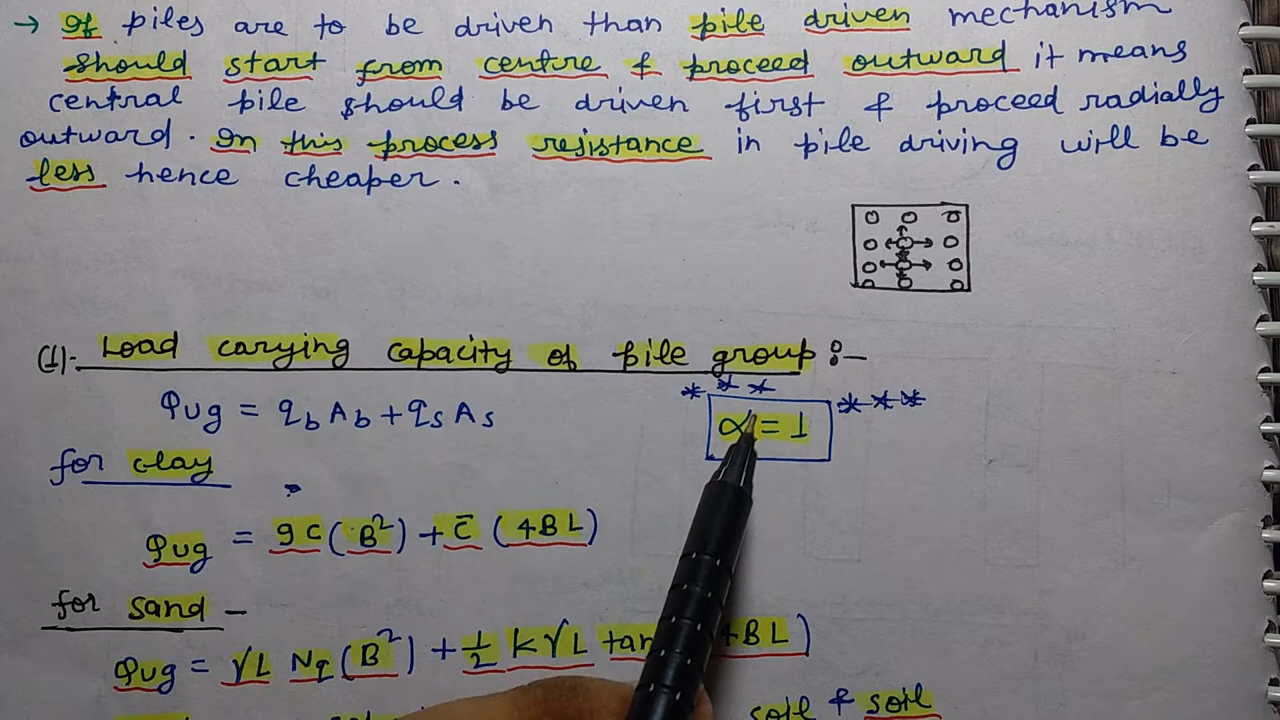 → If piles are to be driven than pile driven mechanism
should start from centre & proceed outward it means
central pile should be driven first & proceed radially
outward. In this process resistance in pile driving will be
less hence cheaper.
(1)- Load carying capacity of pile group :-
Qug = qb Ab + qs As
α = 1
for clay
Qug = 9c (B²) + c̄ (4BL)
for sand -
Qug = γL Nq (B²) + 1/2 KγL tan 4BL)
soil & soil